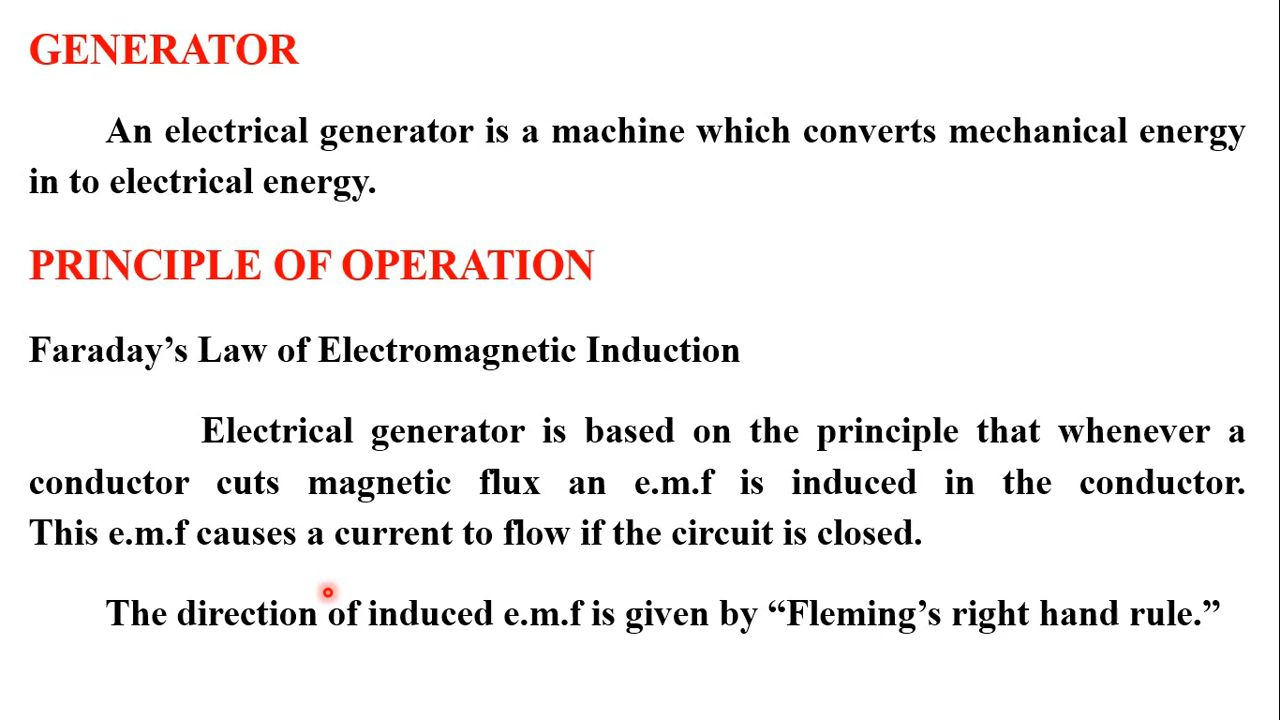 GENERATOR
An electrical generator is a machine which converts mechanical energy
in to electrical energy.
PRINCIPLE OF OPERATION
Faraday’s Law of Electromagnetic Induction
Electrical generator is based on the principle that whenever a
conductor cuts magnetic flux an e.m.f is induced in the conductor.
This e.m.f causes a current to flow if the circuit is closed.
The direction of induced e.m.f is given by “Fleming’s right hand rule.”